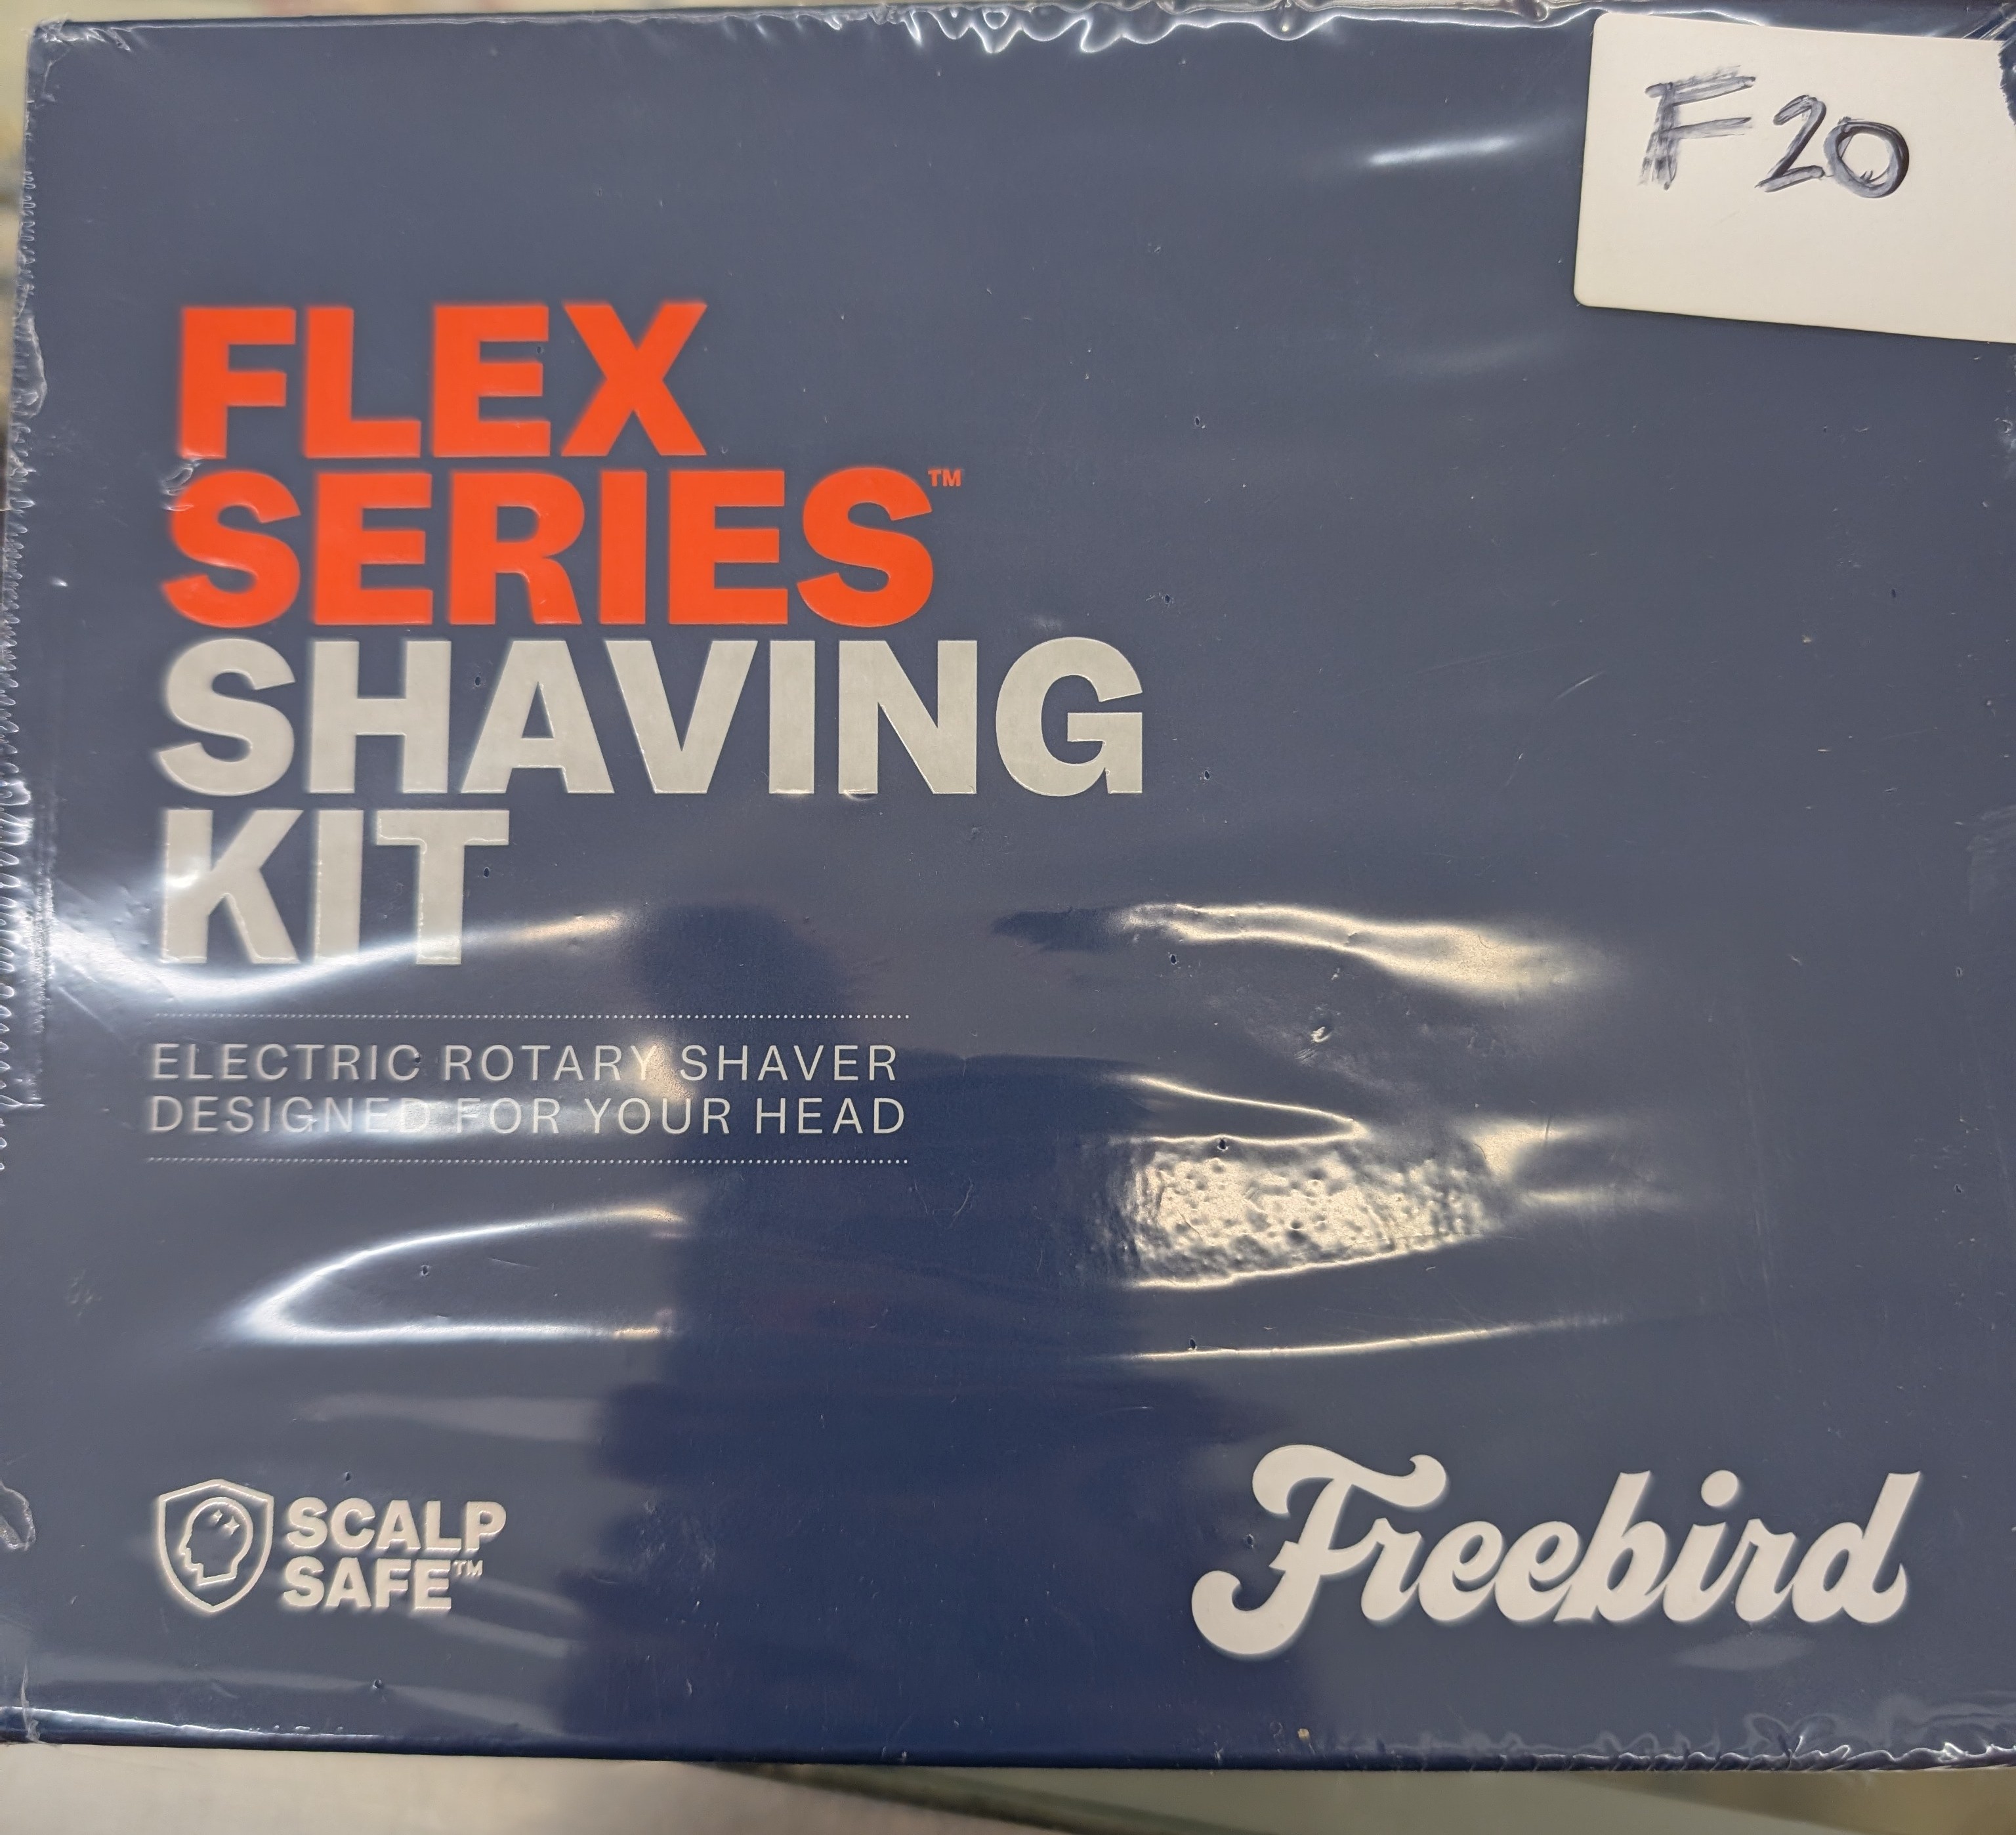 F20
FLEX
SERIES™
SHAVING
KIT
ELECTRIC ROTARY SHAVER
DESIGNED FOR YOUR HEAD
SCALP
SAFE™
Freebird